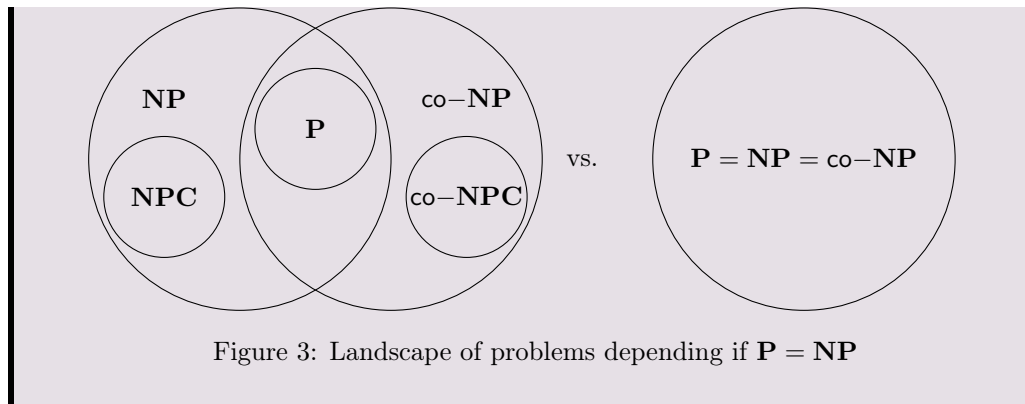 NP
P
co−NP
NPC
co−NPC
vs.
P = NP = co−NP
Figure 3: Landscape of problems depending if P = NP